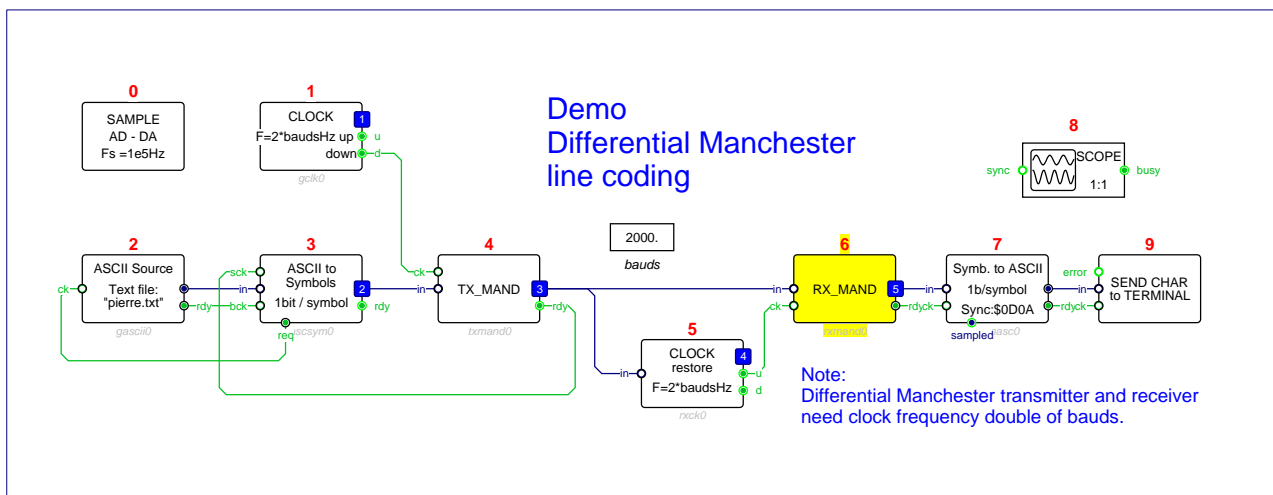 0
SAMPLE
AD - DA
Fs =1e5Hz
1
CLOCK
1
F=2*baudsHz up
u
down
d
gclk0
Demo
Differential Manchester
line coding
8
sync
SCOPE
1:1
busy
2
ASCII Source
Text file:
"pierre.txt"
ck
rdy
gascii0
3
ASCII to
Symbols
1bit / symbol
sck
in
bck
2
rdy
req
4
TX_MAND
ck
in
3
rdy
txmand0
2000.
bauds
5
CLOCK
restore
F=2*baudsHz
in
4
u
d
rxck0
6
RX_MAND
in
ck
5
rdy
rxmand0
7
Symb. to ASCII
1b/symbol
Sync:$0D0A
in
ck
rdy
sampled
9
SEND CHAR
to TERMINAL
error
in
ck
Note:
Differential Manchester transmitter and receiver
need clock frequency double of bauds.